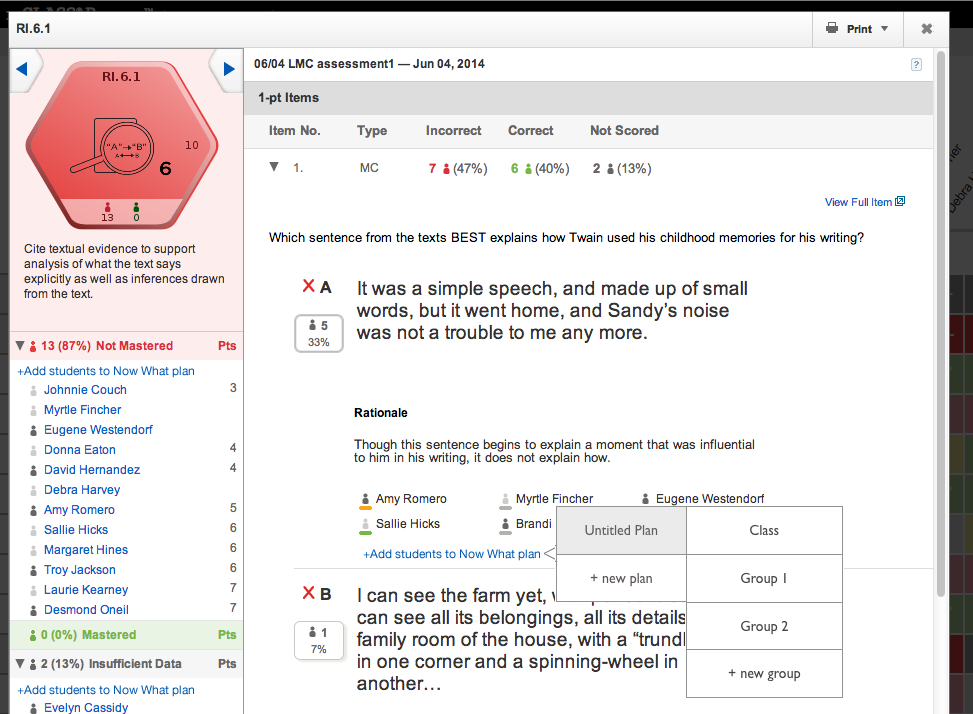 RI.6.1
Print
RI.6.1
"A"→"B"
A↔B
10
6
13
0
Cite textual evidence to support
analysis of what the text says
explicitly as well as inferences drawn
from the text.
13 (87%) Not Mastered Pts
+Add students to Now What plan
Johnnie Couch 3
Myrtle Fincher
Eugene Westendorf
Donna Eaton 4
David Hernandez 4
Debra Harvey
Amy Romero 5
Sallie Hicks 6
Margaret Hines 6
Troy Jackson 6
Laurie Kearney 7
Desmond Oneil 7
0 (0%) Mastered Pts
2 (13%) Insufficient Data Pts
+Add students to Now What plan
Evelyn Cassidy
06/04 LMC assessment1 — Jun 04, 2014 ?
1-pt Items
Item No. Type Incorrect Correct Not Scored
1. MC 7 (47%) 6 (40%) 2 (13%)
View Full Item
Which sentence from the texts BEST explains how Twain used his childhood memories for his writing?
A
5
33%
It was a simple speech, and made up of small
words, but it went home, and Sandy's noise
was not a trouble to me any more.
Rationale
Though this sentence begins to explain a moment that was influential
to him in his writing, it does not explain how.
Amy Romero Myrtle Fincher Eugene Westendorf
Sallie Hicks Brandi
+Add students to Now What plan
Untitled Plan
+ new plan
Class
Group 1
Group 2
+ new group
B
1
7%
I can see the farm yet,
can see all its belongings, all its details
family room of the house, with a "trundl
in one corner and a spinning-wheel in
another…
Debra